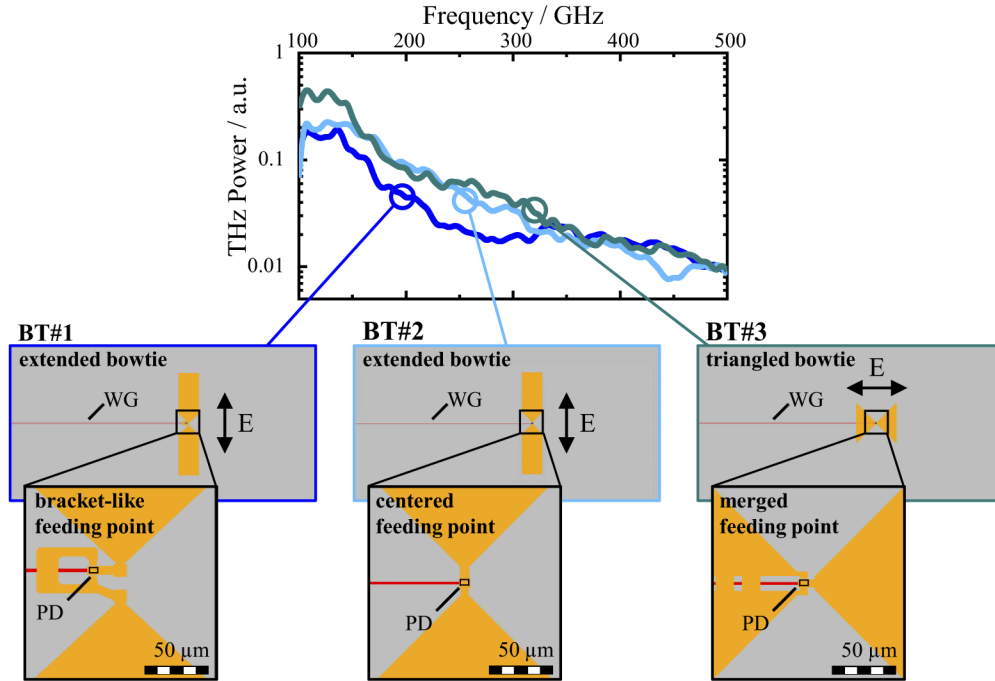 Frequency / GHz
100 200 300 400 500
THz Power / a.u.
1
0.1
0.01
BT#1
extended bowtie
WG
E
bracket-like
feeding point
PD
50 µm
BT#2
extended bowtie
WG
E
centered
feeding point
PD
50 µm
BT#3
triangled bowtie
E
WG
merged
feeding point
PD
50 µm